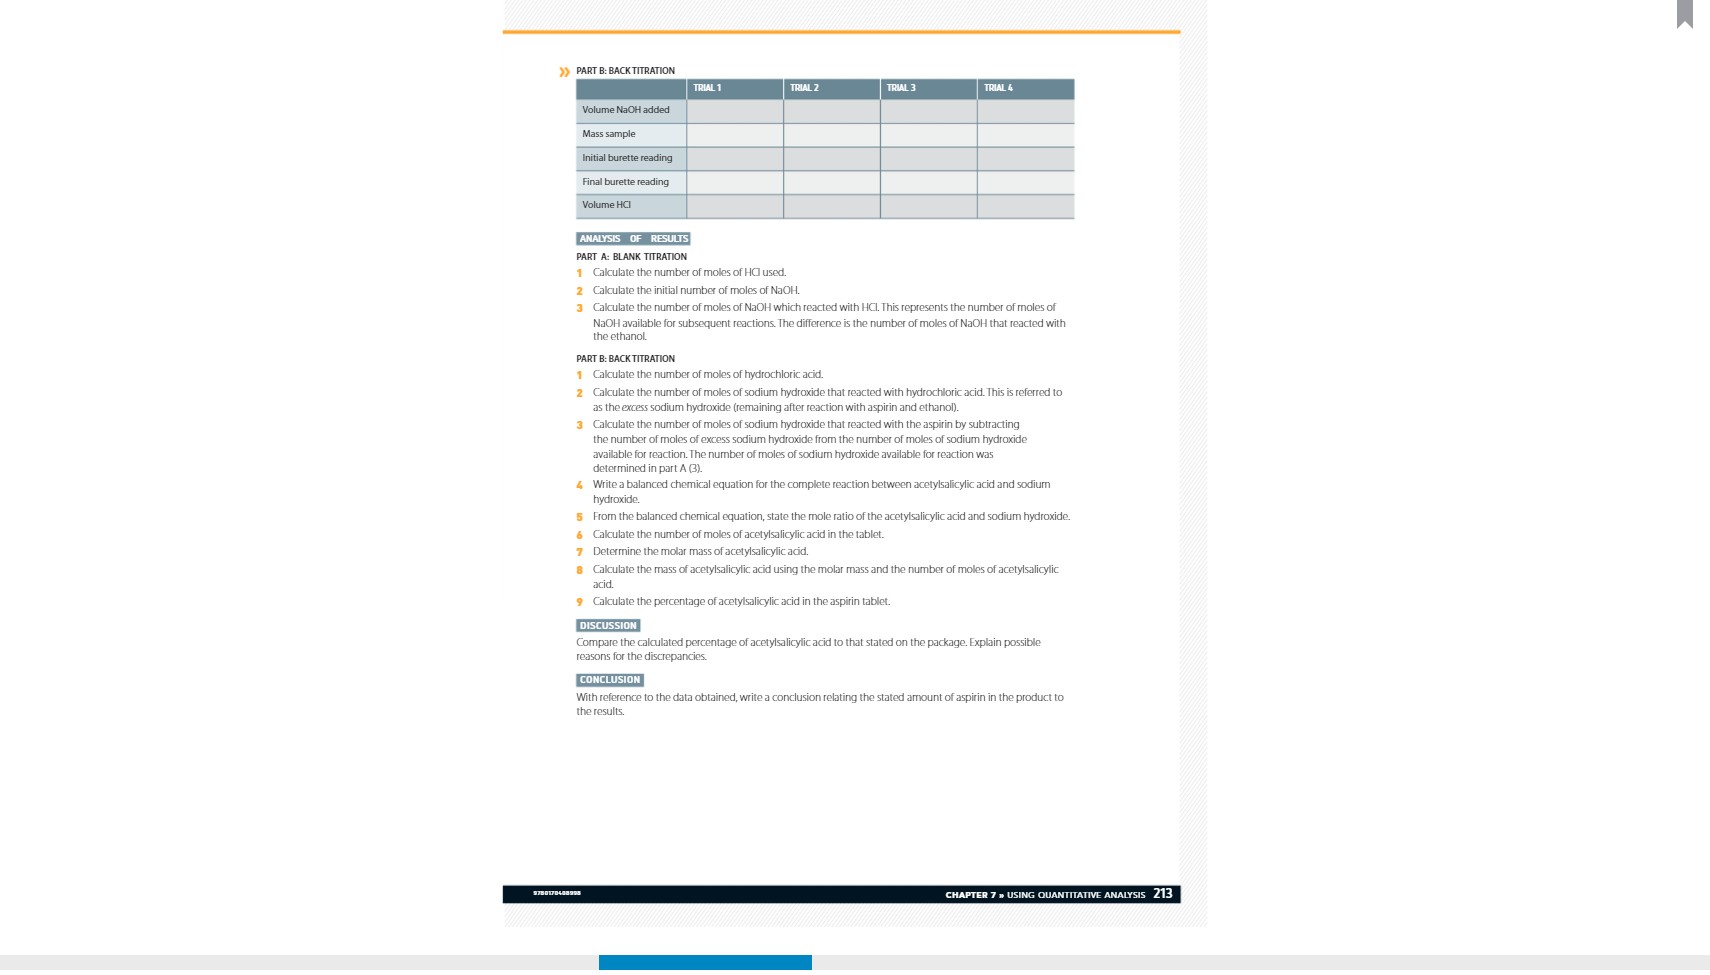 » PART B: BACK TITRATION
TRIAL 1 TRIAL 2 TRIAL 3 TRIAL 4
Volume NaOH added
Mass sample
Initial burette reading
Final burette reading
Volume HCl
ANALYSIS OF RESULTS
PART A: BLANK TITRATION
1 Calculate the number of moles of HCl used.
2 Calculate the initial number of moles of NaOH.
3 Calculate the number of moles of NaOH which reacted with HCl. This represents the number of moles of
NaOH available for subsequent reactions. The difference is the number of moles of NaOH that reacted with
the ethanol.
PART B: BACK TITRATION
1 Calculate the number of moles of hydrochloric acid.
2 Calculate the number of moles of sodium hydroxide that reacted with hydrochloric acid. This is referred to
as the excess sodium hydroxide (remaining after reaction with aspirin and ethanol).
3 Calculate the number of moles of sodium hydroxide that reacted with the aspirin by subtracting
the number of moles of excess sodium hydroxide from the number of moles of sodium hydroxide
available for reaction. The number of moles of sodium hydroxide available for reaction was
determined in part A (3).
4 Write a balanced chemical equation for the complete reaction between acetylsalicylic acid and sodium
hydroxide.
5 From the balanced chemical equation, state the mole ratio of the acetylsalicylic acid and sodium hydroxide.
6 Calculate the number of moles of acetylsalicylic acid in the tablet.
7 Determine the molar mass of acetylsalicylic acid.
8 Calculate the mass of acetylsalicylic acid using the molar mass and the number of moles of acetylsalicylic
acid.
9 Calculate the percentage of acetylsalicylic acid in the aspirin tablet.
DISCUSSION
Compare the calculated percentage of acetylsalicylic acid to that stated on the package. Explain possible
reasons for the discrepancies.
CONCLUSION
With reference to the data obtained, write a conclusion relating the stated amount of aspirin in the product to
the results.
CHAPTER 7 » USING QUANTITATIVE ANALYSIS 213